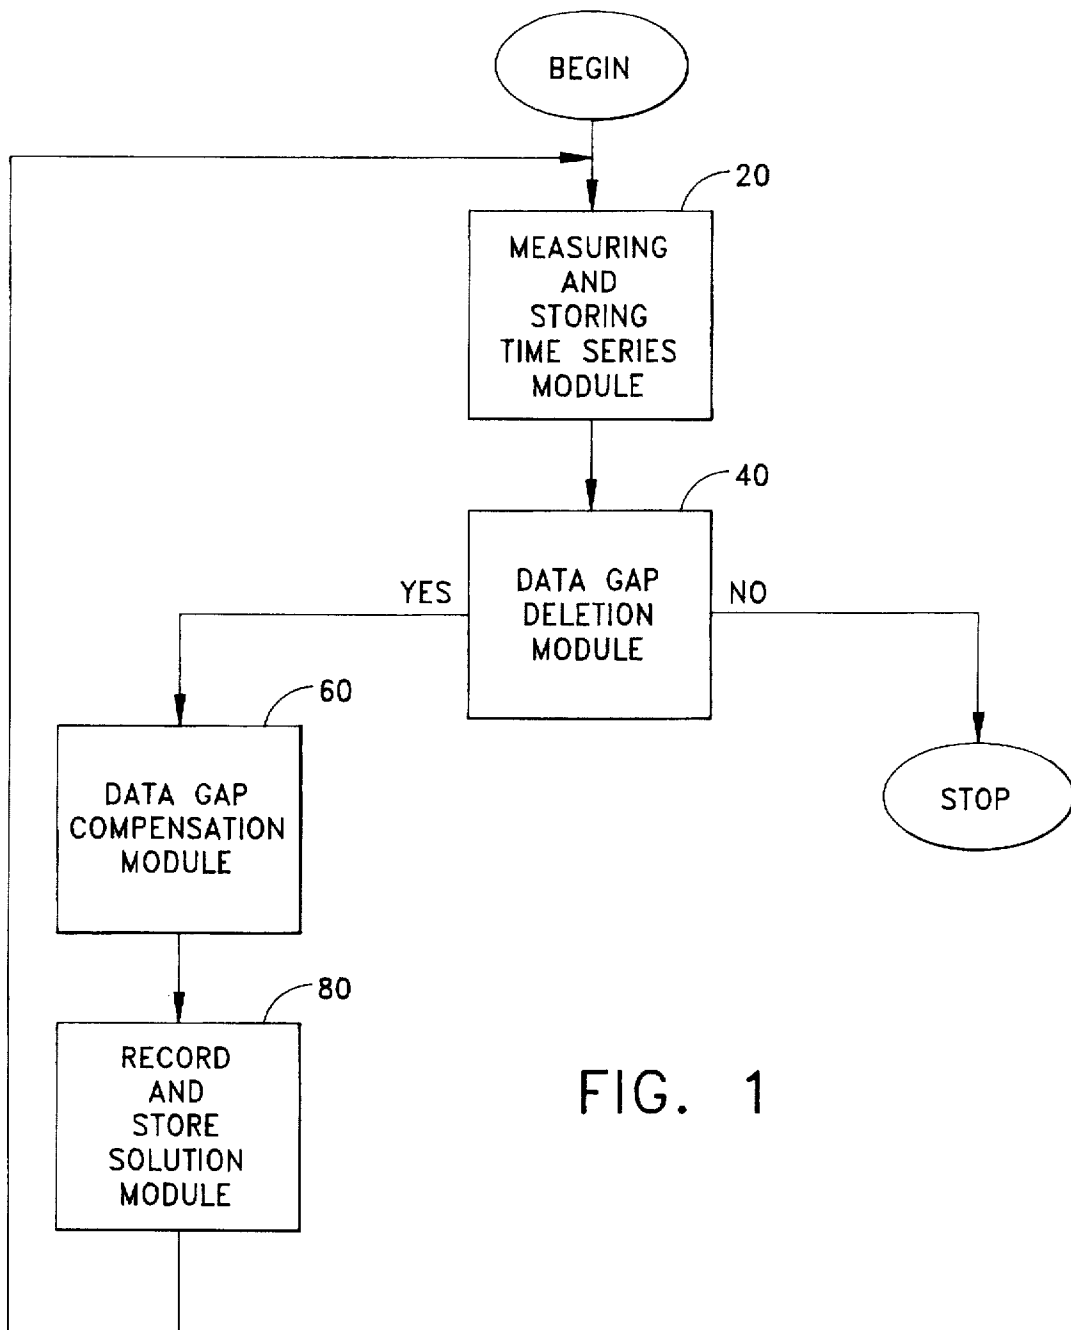 BEGIN
20
MEASURING
AND
STORING
TIME SERIES
MODULE
40
YES
DATA GAP
DELETION
MODULE
NO
60
DATA GAP
COMPENSATION
MODULE
STOP
80
RECORD
AND
STORE
SOLUTION
MODULE
FIG. 1